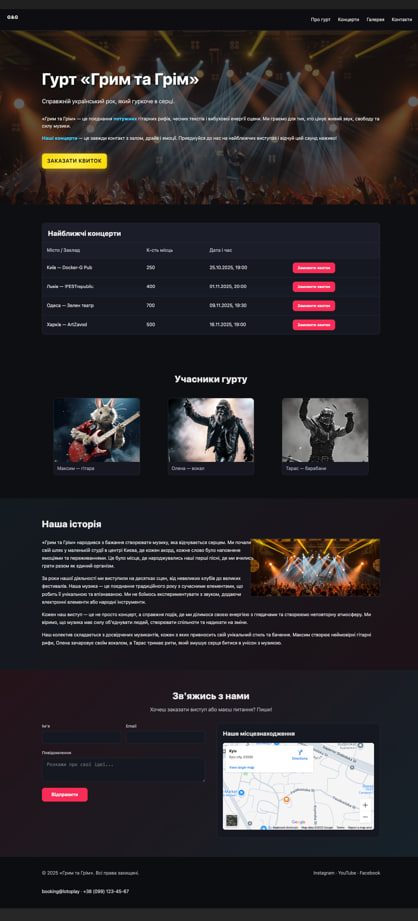 G&G
Про гурт Концерти Галерея Контакти
Гурт «Грим та Грім»
Справжній український рок, який гуркоче в серці.
«Грим та Грім» — це поєднання потужних гітарних рифів, чесних текстів і вибухової енергії сцени. Ми граємо для тих, хто цінує живий звук, свободу та
силу музики.
Наші концерти — це завжди контакт з залом, драйв і емоції. Приєднуйся до нас на найближчих виступах і відчуй цей саунд наживо!
ЗАКАЗАТИ КВИТОК
Найближчі концерти
Місто / Заклад К-сть місць Дата і час
Київ — Docker-G Pub 250 25.10.2025, 19:00 Замовити квиток
Львів — !FESTrepublic 400 01.11.2025, 20:00 Замовити квиток
Одеса — Зелен театр 700 09.11.2025, 18:30 Замовити квиток
Харків — ArtZavod 500 16.11.2025, 19:00 Замовити квиток
Учасники гурту
Максим — гітара
Олена — вокал
Тарас — барабани
Наша історія
«Грим та Грім» народився з бажання створювати музику, яка відчувається серцем. Ми почали
свій шлях у маленькій студії в центрі Києва, де кожен акорд, кожне слово було наповнене
емоціями та переживаннями. Це було місце, де народжувались наші перші пісні, де ми вчились
грати разом як єдиний організм.
За роки нашої діяльності ми виступили на десятках сцен, від невеликих клубів до великих
фестивалів. Наша музика — це поєднання традиційного року з сучасними елементами, що
робить її унікальною та впізнаваною. Ми не боїмось експериментувати з звуком, додаючи
електронні елементи або народні інструменти.
Кожен наш виступ — це не просто концерт, а справжня подія, де ми ділимося своєю енергією з глядачами та створюємо неповторну атмосферу. Ми
віримо, що музика має силу об'єднувати людей, створювати спільноти та надихати на зміни.
Наш колектив складається з досвідчених музикантів, кожен з яких привносить свій унікальний стиль та бачення. Максим створює неймовірні гітарні
рифи, Олена зачаровує своїм вокалом, а Тарас тримає ритм, який змушує серце битися в унісон з музикою.
Зв'яжись з нами
Хочеш заказати виступ або маєш питання? Пиши!
Ім'я Email
Повідомлення
Розкажи про свої ідеї...
Відправити
Наше місцезнаходження
Kyiv
Directions
View larger map
© 2025 «Грим та Грім». Всі права захищені.
Instagram · YouTube · Facebook
booking@lotoplay · +38 (099) 123-45-67